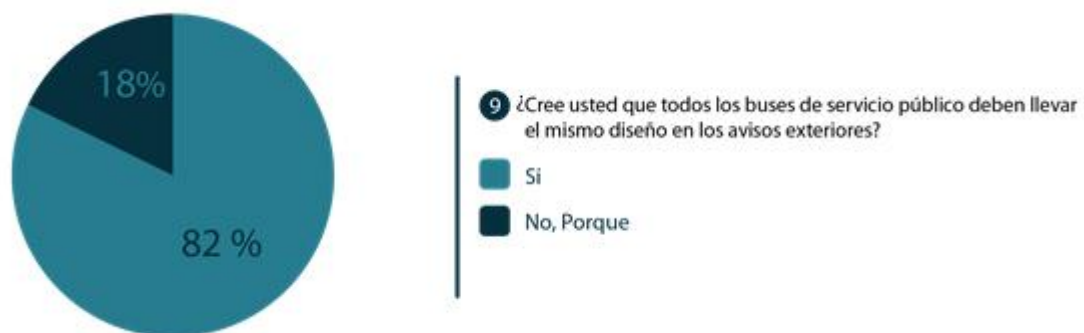 18%
82 %
9 ¿Cree usted que todos los buses de servicio público deben llevar
el mismo diseño en los avisos exteriores?
Si
No, Porque